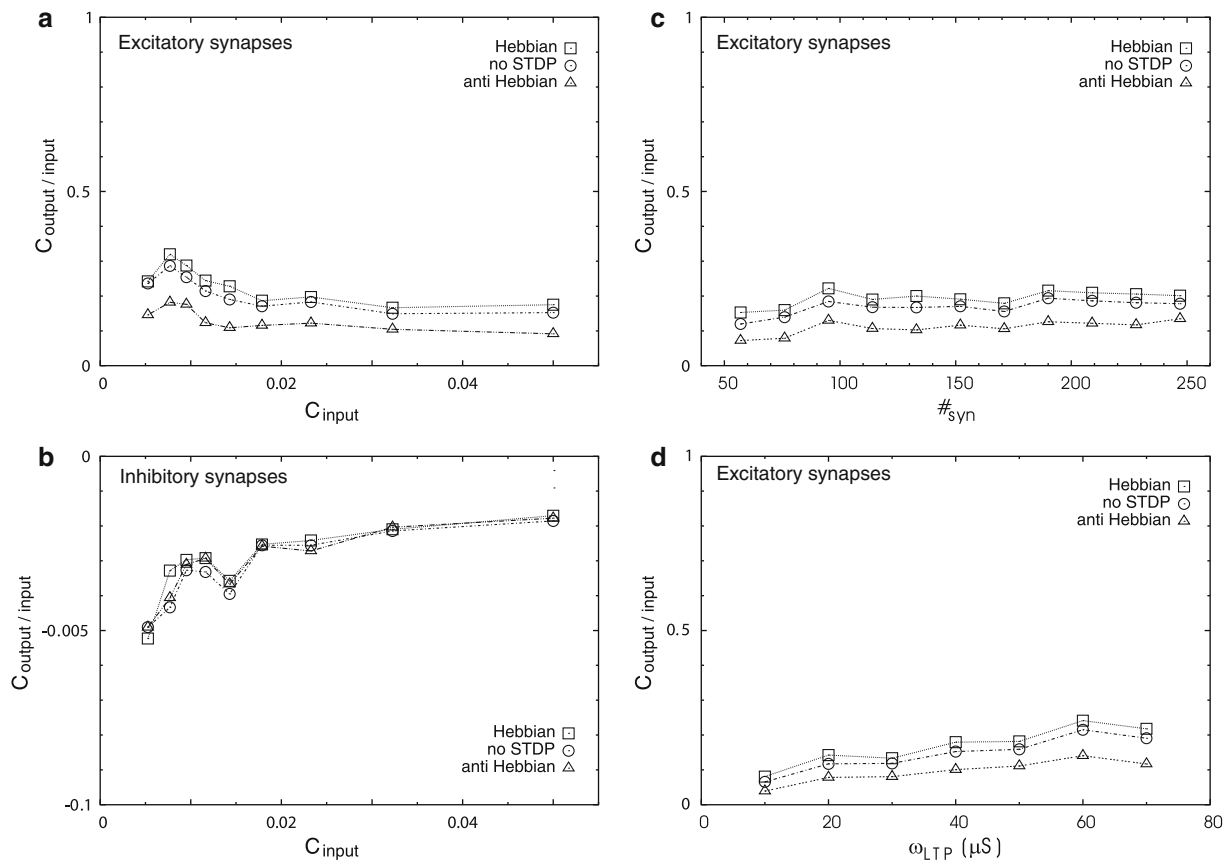 a
Excitatory synapses
Hebbian
no STDP
anti Hebbian
1
0.5
0
C output / input
0
0.02
0.04
C input
b
Inhibitory synapses
Hebbian
no STDP
anti Hebbian
0
-0.005
-0.1
C output / input
0
0.02
0.04
C input
c
Excitatory synapses
Hebbian
no STDP
anti Hebbian
1
0.5
0
C output / input
50
100
150
200
250
#syn
d
Excitatory synapses
Hebbian
no STDP
anti Hebbian
1
0.5
0
C output / input
0
20
40
60
80
ω LTP (μS)